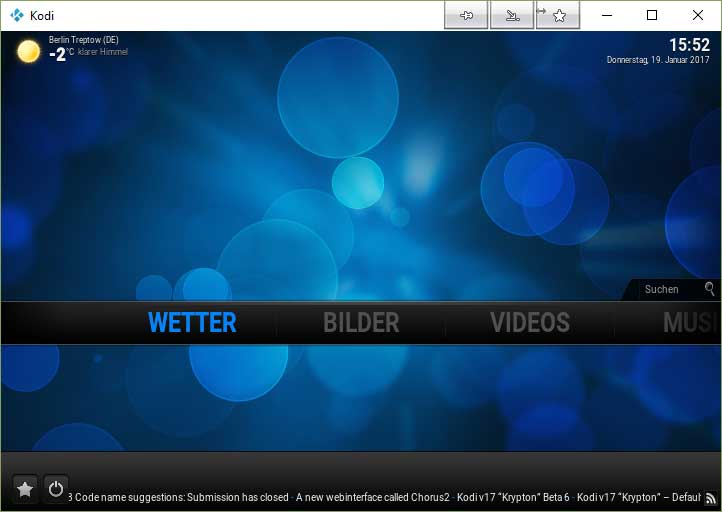 Kodi
Berlin Treptow (DE)
-2°C klarer Himmel
15:52
Donnerstag, 19. Januar 2017
Suchen
WETTER BILDER VIDEOS MUSI
3 Code name suggestions: Submission has closed · A new webinterface called Chorus2 · Kodi v17 “Krypton” Beta 6 · Kodi v17 “Krypton” – Defaul